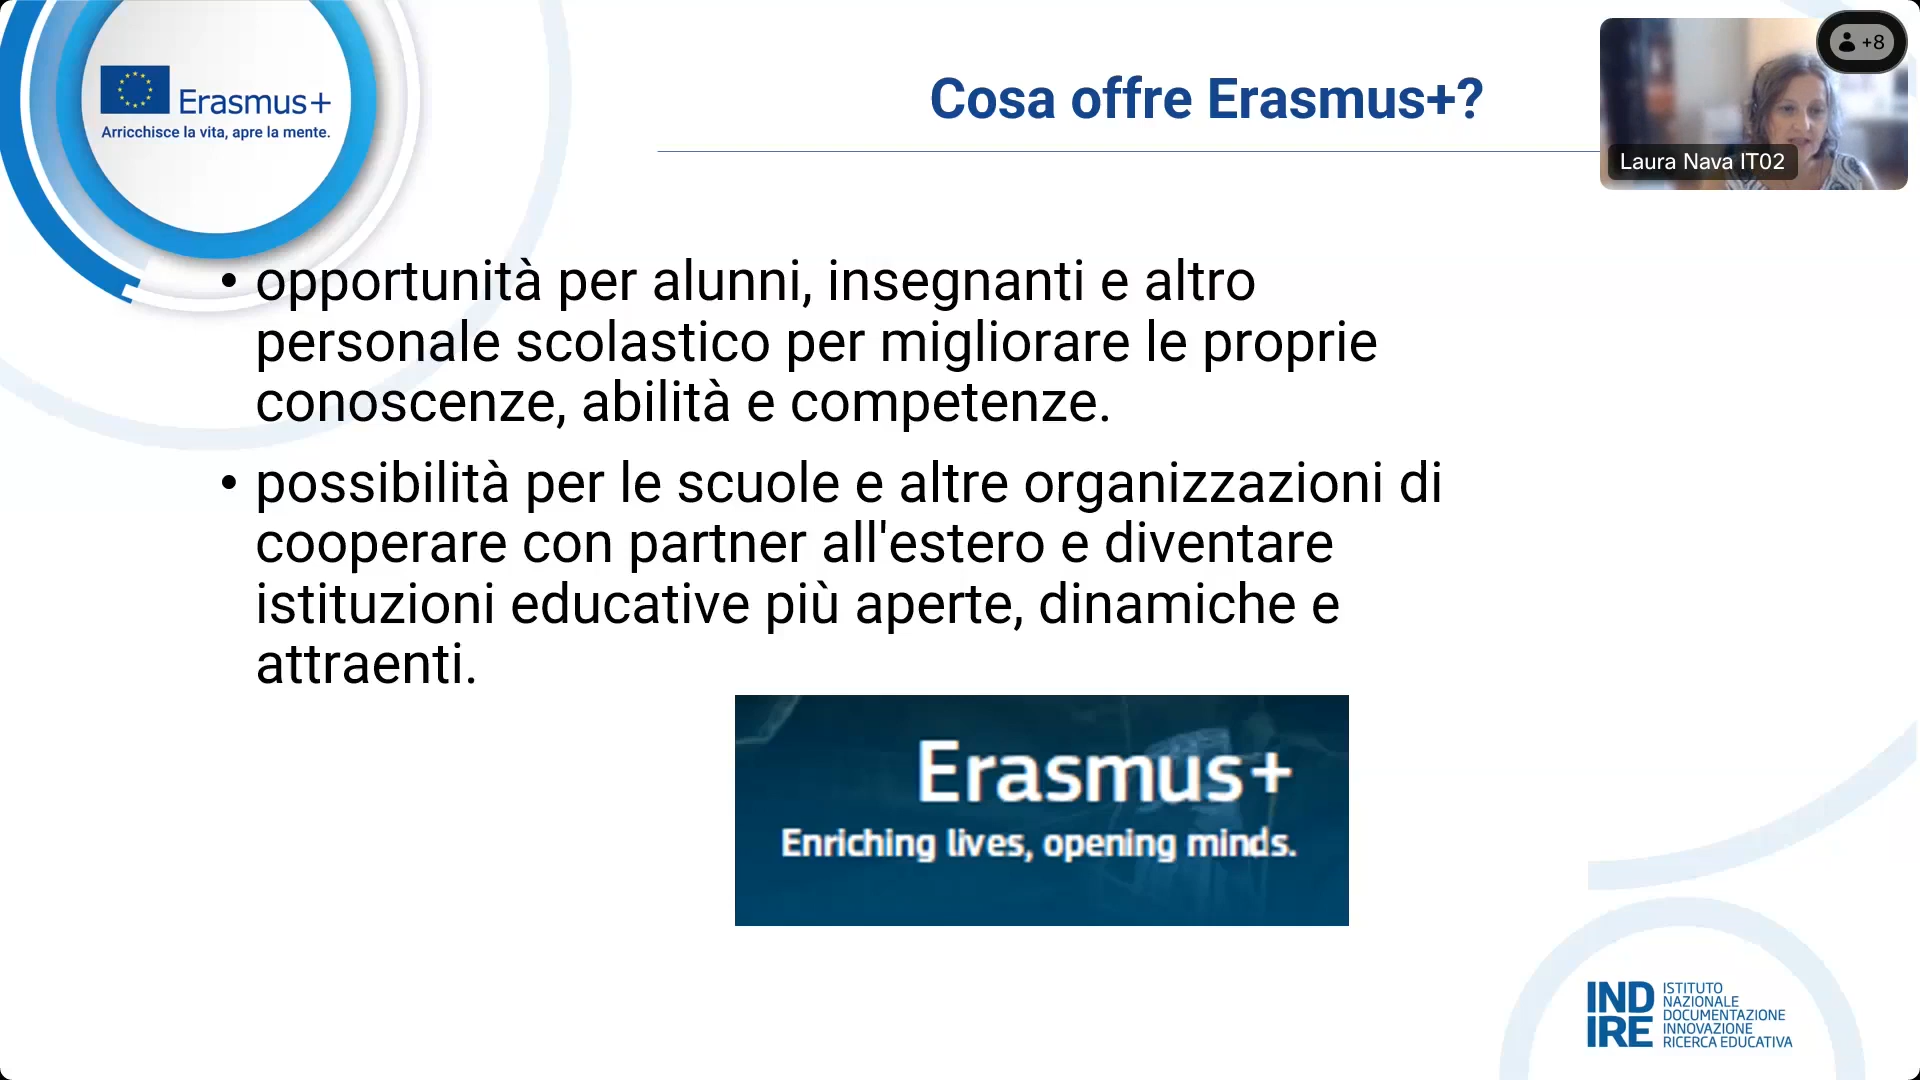 Erasmus+
Arricchisce la vita, apre la mente.
Cosa offre Erasmus+?
+8
Laura Nava IT02
• opportunità per alunni, insegnanti e altro
personale scolastico per migliorare le proprie
conoscenze, abilità e competenze.
• possibilità per le scuole e altre organizzazioni di
cooperare con partner all'estero e diventare
istituzioni educative più aperte, dinamiche e
attraenti.
Erasmus+
Enriching lives, opening minds.
IND
IRE
ISTITUTO
NAZIONALE
DOCUMENTAZIONE
INNOVAZIONE
RICERCA EDUCATIVA